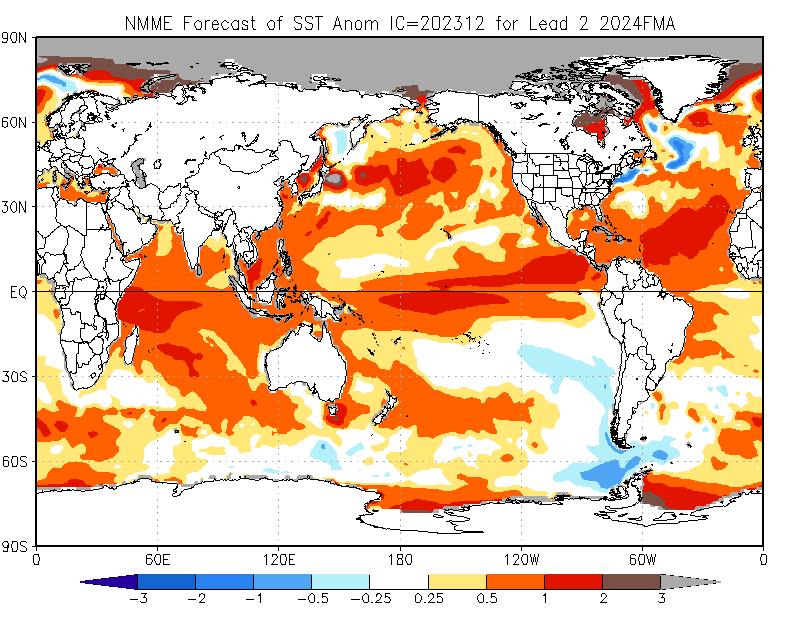 NMME Forecast of SST Anom IC=202312 for Lead 2 2024FMA
90N
60N
30N
EQ
30S
60S
90S
0 60E 120E 180 120W 60W 0
-3 -2 -1 -0.5 -0.25 0.25 0.5 1 2 3